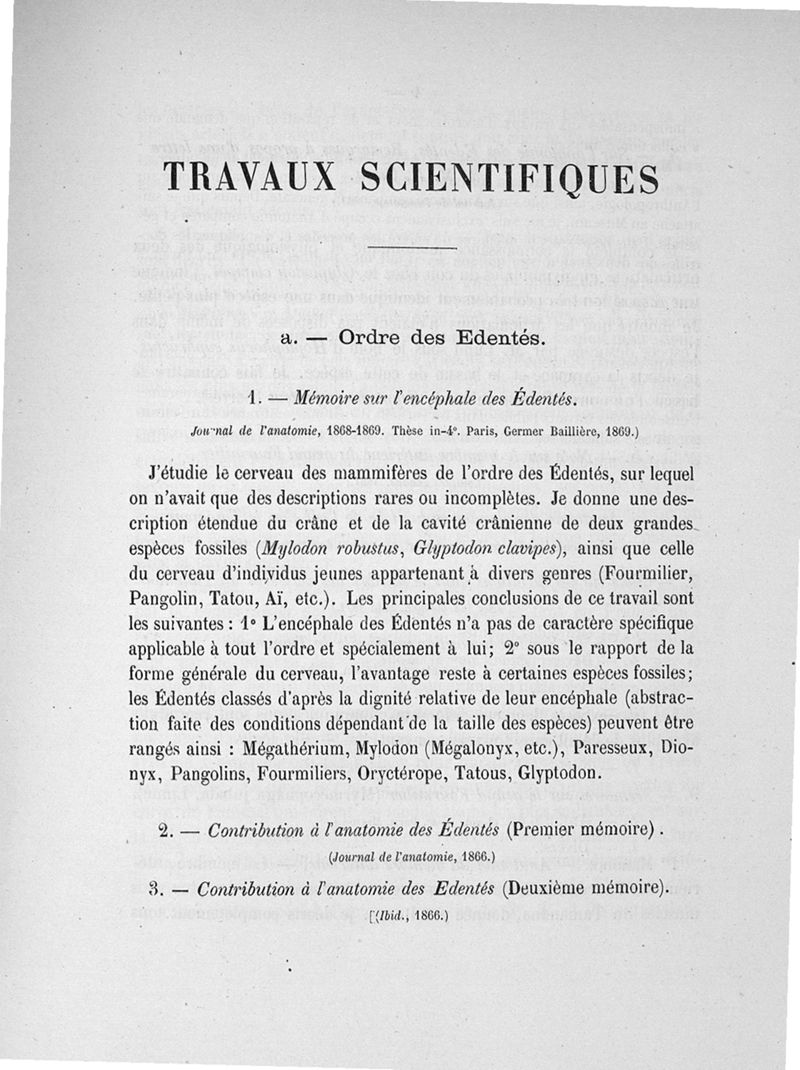 TRAVAUX SCIENTIFIQUES
a. — Ordre des Edentés.
1. — Mémoire sur l'encéphale des Édentés.
Journal de l'anatomie, 1868-1869. Thèse in-4°. Paris, Germer Baillière, 1869.)
J'étudie le cerveau des mammifères de l'ordre des Édentés, sur lequel
on n'avait que des descriptions rares ou incomplètes. Je donne une des-
cription étendue du crâne et de la cavité crânienne de deux grandes
espèces fossiles (Mylodon robustus, Glyptodon clavipes), ainsi que celle
du cerveau d'individus jeunes appartenant à divers genres (Fourmilier,
Pangolin, Tatou, Aï, etc.). Les principales conclusions de ce travail sont
les suivantes : 1° L'encéphale des Édentés n'a pas de caractère spécifique
applicable à tout l'ordre et spécialement à lui; 2° sous le rapport de la
forme générale du cerveau, l'avantage reste à certaines espèces fossiles;
les Édentés classés d'après la dignité relative de leur encéphale (abstrac-
tion faite des conditions dépendant de la taille des espèces) peuvent être
rangés ainsi : Mégathérium, Mylodon (Mégalonyx, etc.), Paresseux, Dio-
nyx, Pangolins, Fourmiliers, Oryctérope, Tatous, Glyptodon.
2. — Contribution à l'anatomie des Édentés (Premier mémoire).
(Journal de l'anatomie, 1866.)
3. — Contribution à l'anatomie des Edentés (Deuxième mémoire).
[(Ibid., 1866.)